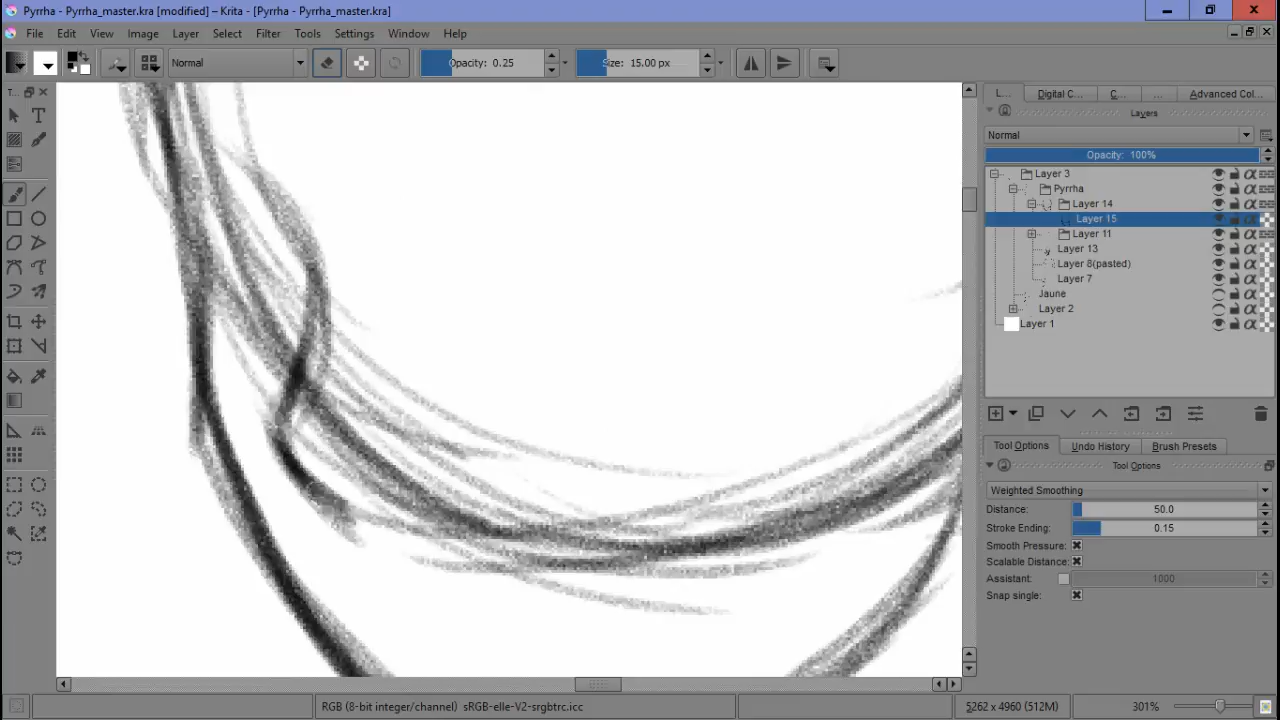 Pyrrha - Pyrrha_master.kra [modified] – Krita - [Pyrrha - Pyrrha_master.kra]
File Edit View Image Layer Select Filter Tools Settings Window Help
Normal Opacity: 0.25 Size: 15.00 px
T... L... Digital C... C... ... Advanced Col...
Layers
Normal
Opacity: 100%
Layer 3
Pyrrha
Layer 14
Layer 15
Layer 11
Layer 13
Layer 8(pasted)
Layer 7
Jaune
Layer 2
Layer 1
Tool Options Undo History Brush Presets
Tool Options
Weighted Smoothing
Distance: 50.0
Stroke Ending: 0.15
Smooth Pressure:
Scalable Distance:
Assistant: 1000
Snap single:
RGB (8-bit integer/channel) sRGB-elle-V2-srgbtrc.icc 5262 x 4960 (512M) 301%